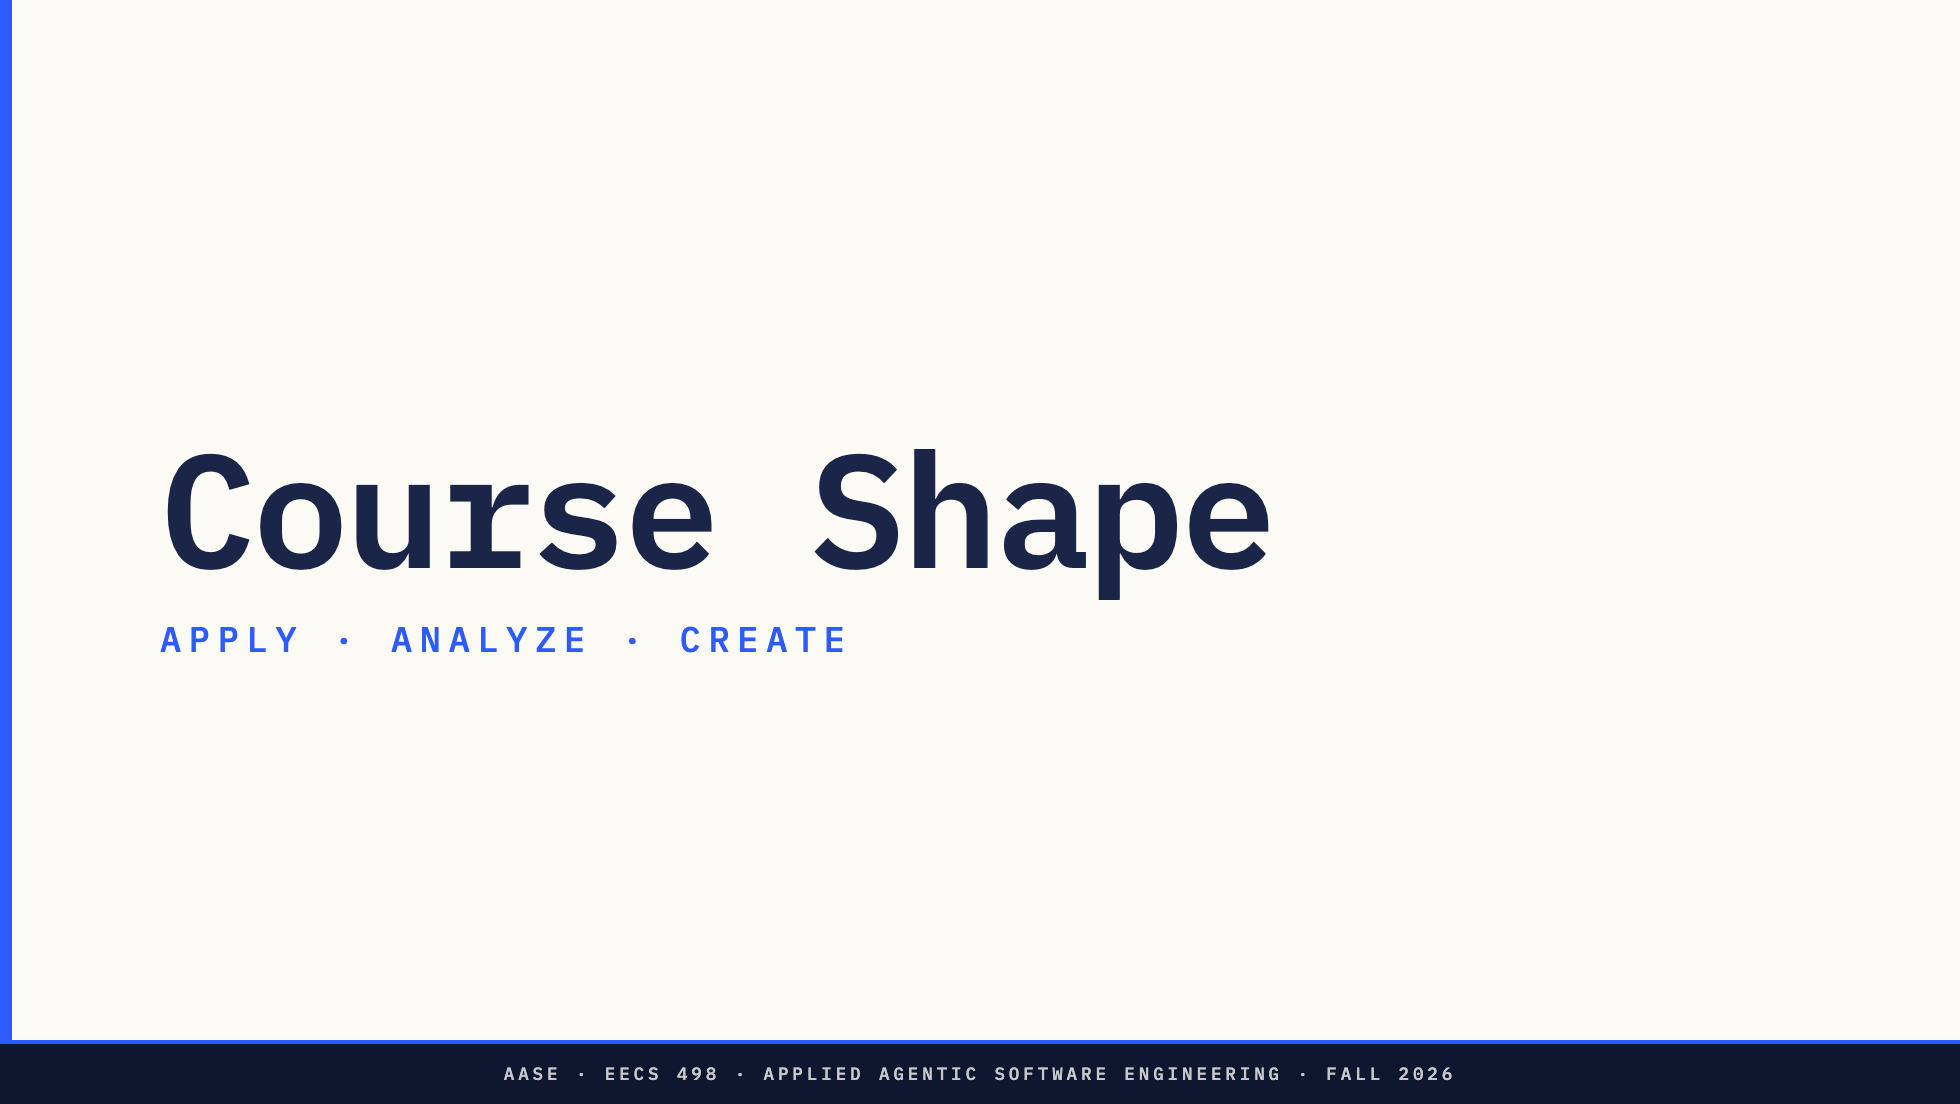 Course Shape
APPLY · ANALYZE · CREATE
AASE · EECS 498 · APPLIED AGENTIC SOFTWARE ENGINEERING · FALL 2026